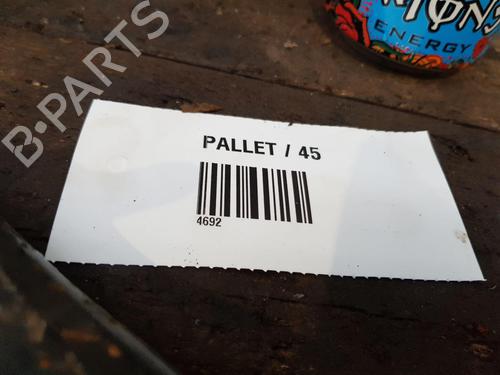 B-PARTS
ENERGY
PALLET / 45
4692